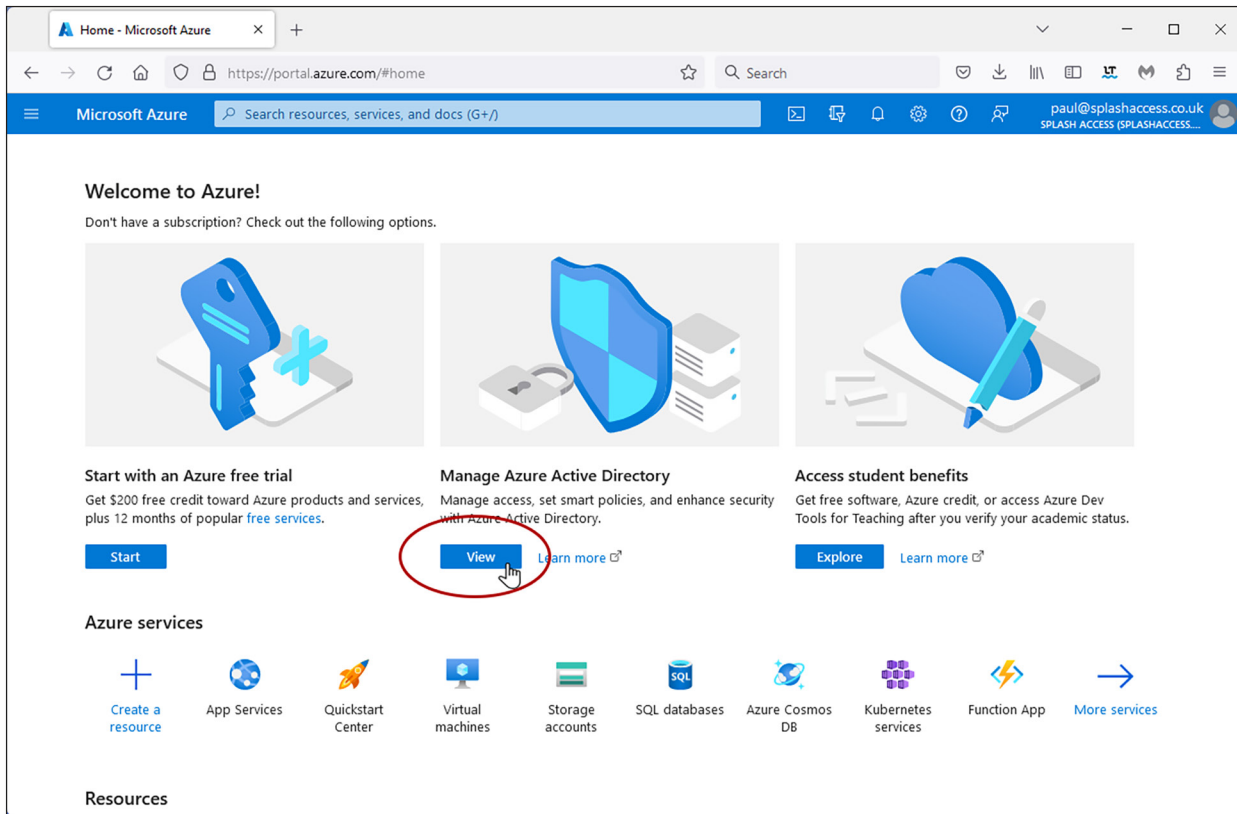 Home - Microsoft Azure
https://portal.azure.com/#home
Search
LT
Microsoft Azure
Search resources, services, and docs (G+/)
paul@splashaccess.co.uk
SPLASH ACCESS (SPLASHACCESS....
Welcome to Azure!
Don't have a subscription? Check out the following options.
Start with an Azure free trial
Get $200 free credit toward Azure products and services,
plus 12 months of popular free services.
Start
Manage Azure Active Directory
Manage access, set smart policies, and enhance security
with Azure Active Directory.
View
Learn more
Access student benefits
Get free software, Azure credit, or access Azure Dev
Tools for Teaching after you verify your academic status.
Explore
Learn more
Azure services
Create a
resource
App Services
Quickstart
Center
Virtual
machines
Storage
accounts
SQL
SQL databases
Azure Cosmos
DB
Kubernetes
services
Function App
More services
Resources